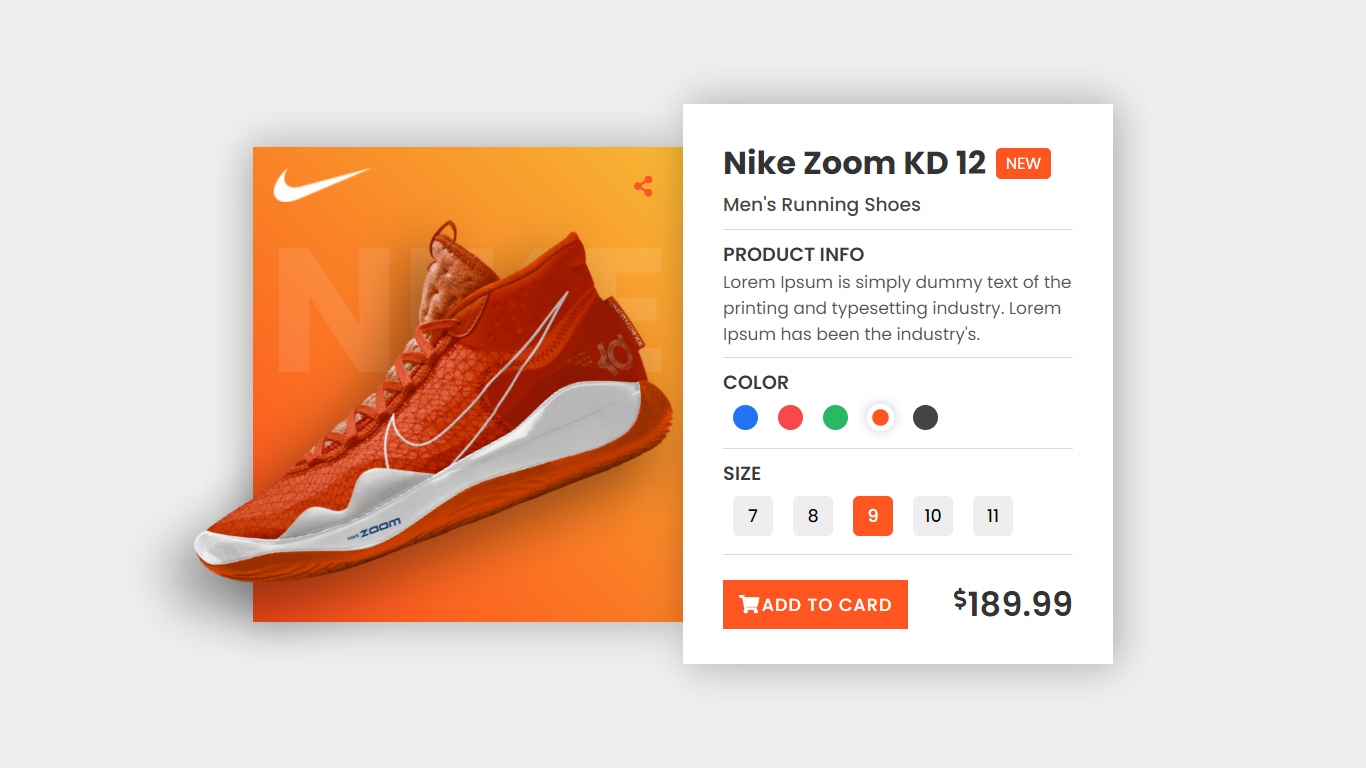 NIKE
NIKE ZOOM
Nike Zoom KD 12 NEW
Men's Running Shoes
PRODUCT INFO
Lorem Ipsum is simply dummy text of the
printing and typesetting industry. Lorem
Ipsum has been the industry's.
COLOR
SIZE
7 8 9 10 11
ADD TO CARD $189.99